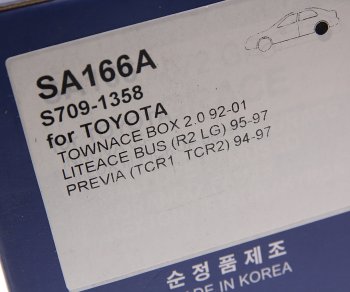 SA166A
S709-1358
for TOYOTA
TOWNACE BOX 2.0 92-01
LITEACE BUS (R2 LG) 95-97
PREVIA (TCR1, TCR2) 94-97
순정품제조
MADE IN KOREA